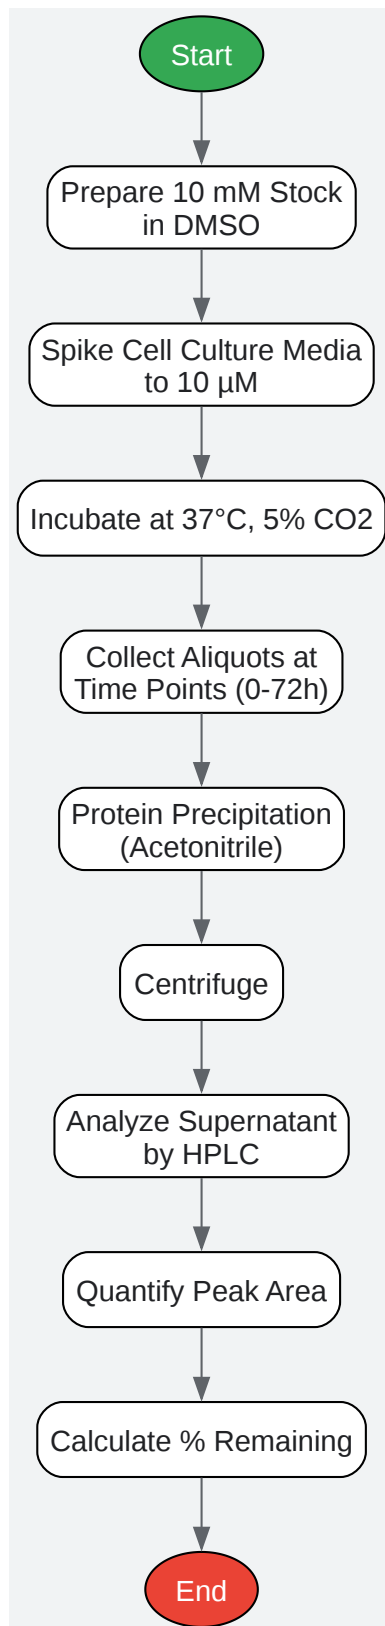 Start
Prepare 10 mM Stock
in DMSO
Spike Cell Culture Media
to 10 µM
Incubate at 37°C, 5% CO2
Collect Aliquots at
Time Points (0-72h)
Protein Precipitation
(Acetonitrile)
Centrifuge
Analyze Supernatant
by HPLC
Quantify Peak Area
Calculate % Remaining
End